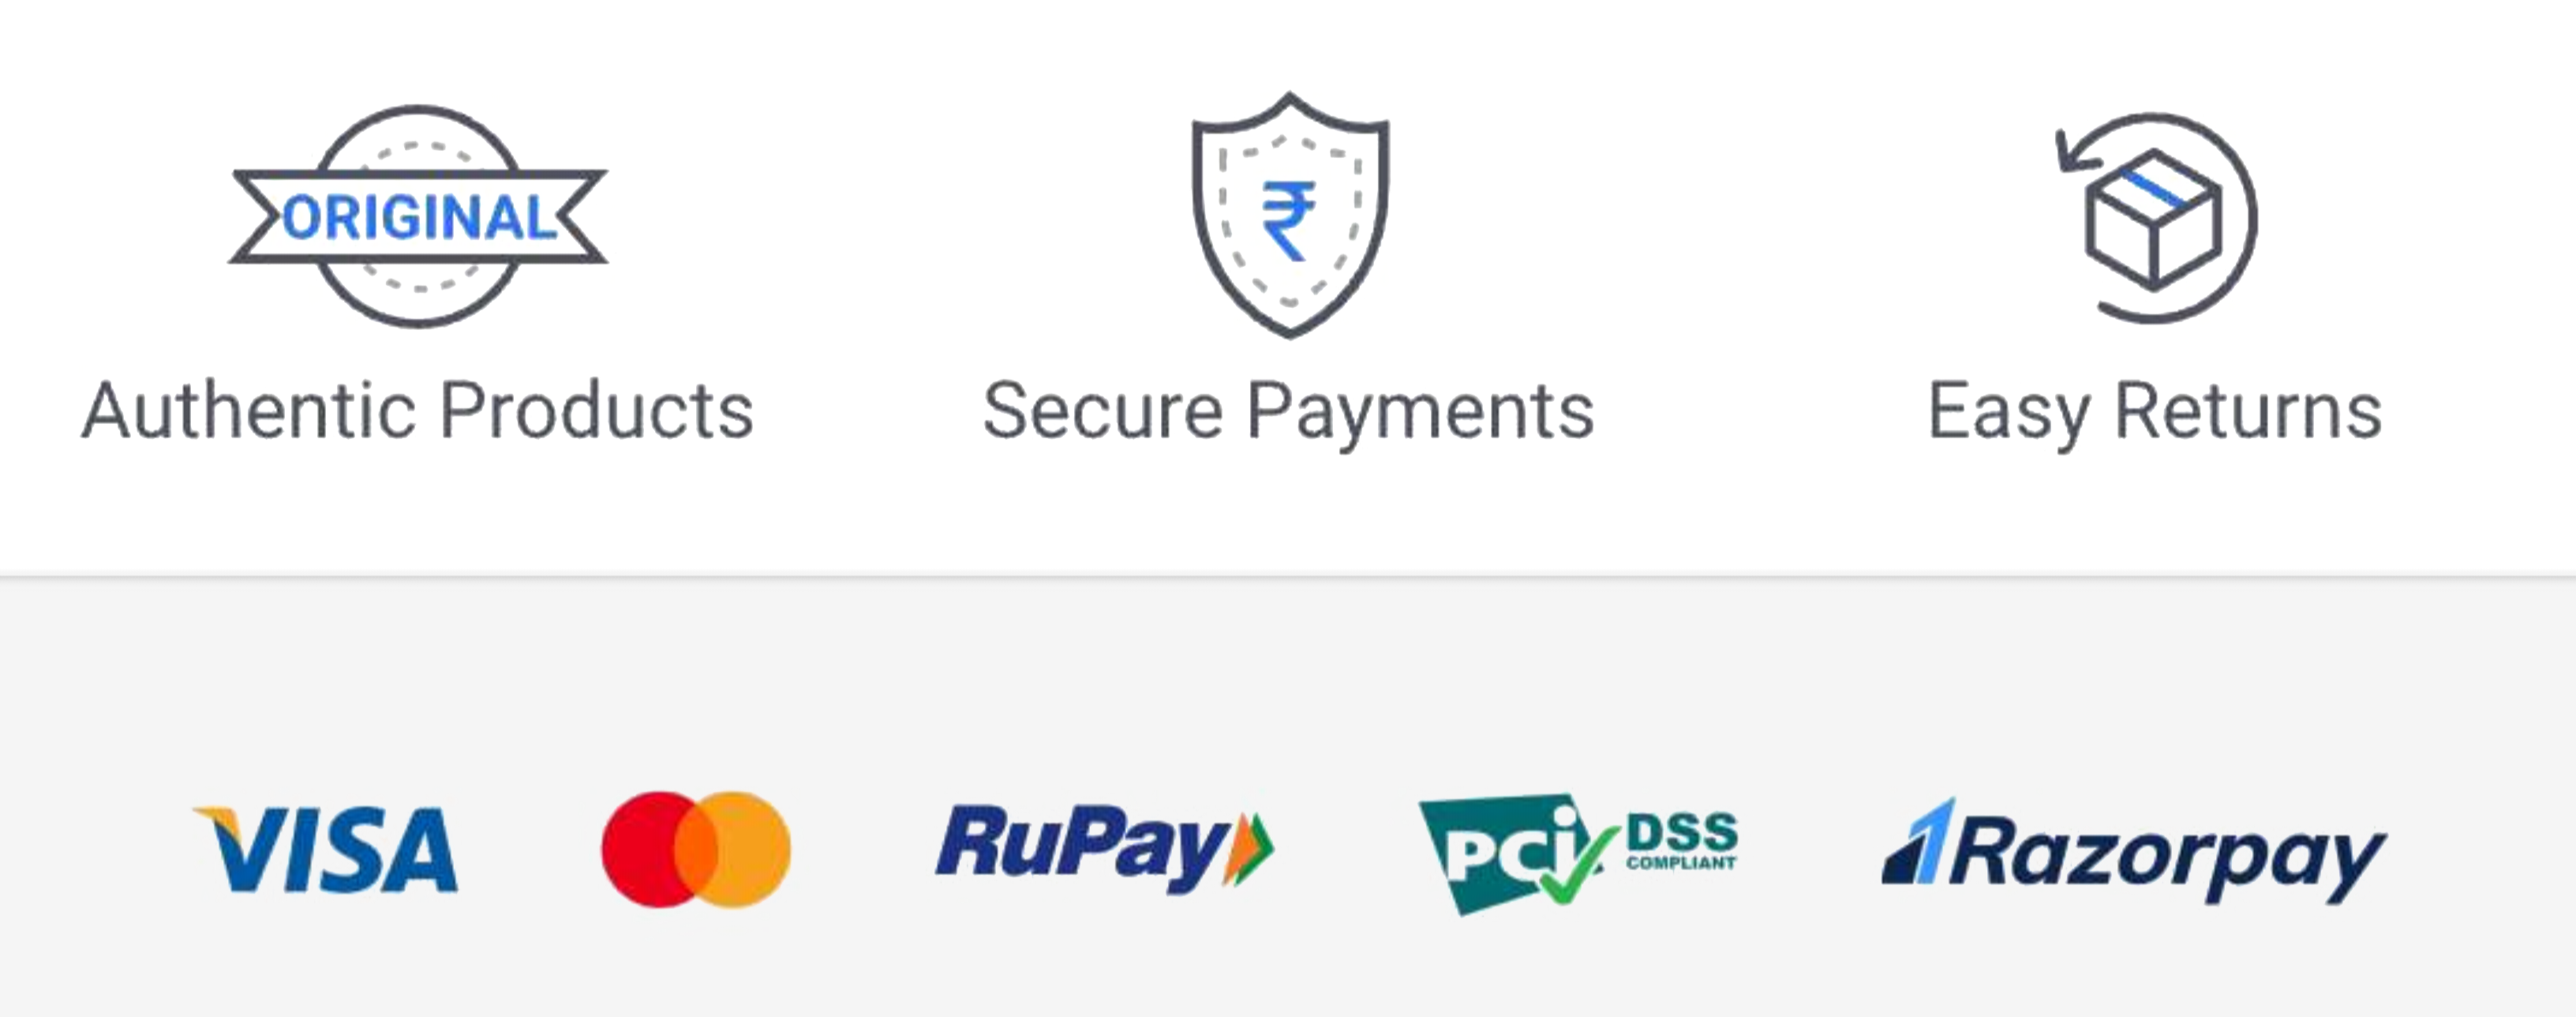 ORIGINAL
₹
Authentic Products
Secure Payments
Easy Returns
VISA
RuPay
PCi DSS
COMPLIANT
Razorpay